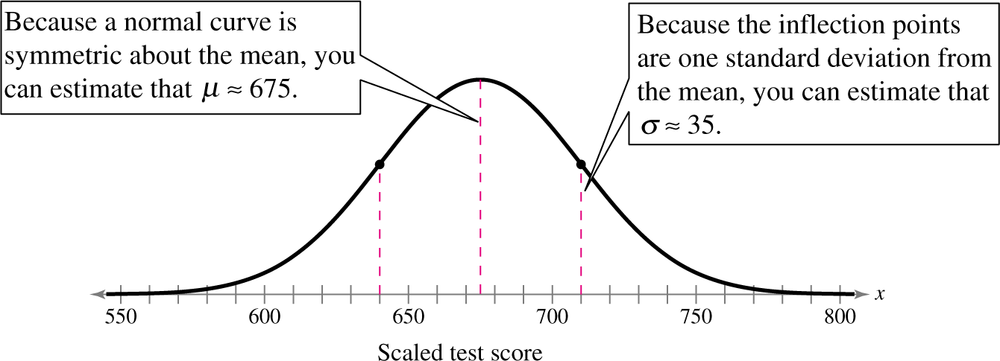 Because a normal curve is
symmetric about the mean, you
can estimate that μ ≈ 675.
Because the inflection points
are one standard deviation from
the mean, you can estimate that
σ ≈ 35.
x
550 600 650 700 750 800
Scaled test score